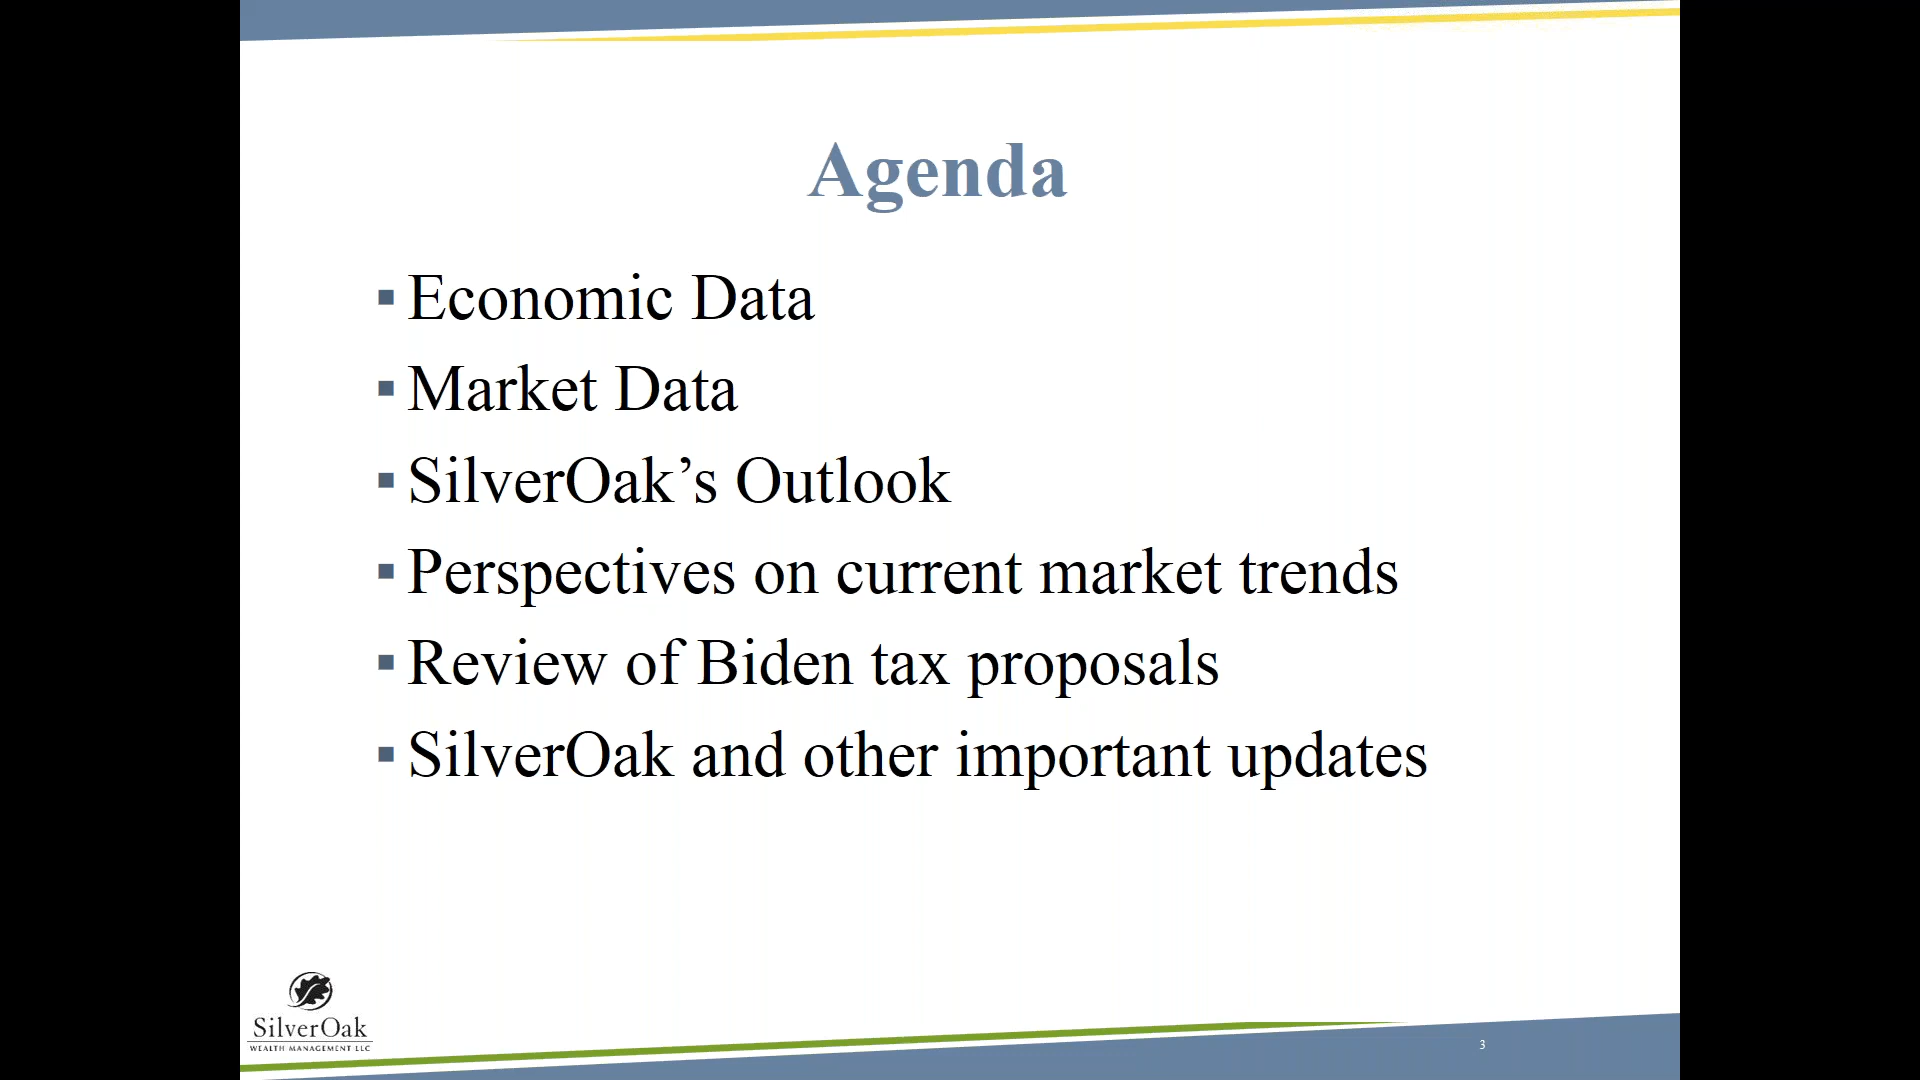 Agenda
▪ Economic Data
▪ Market Data
▪ SilverOak’s Outlook
▪ Perspectives on current market trends
▪ Review of Biden tax proposals
▪ SilverOak and other important updates
SilverOak
WEALTH MANAGEMENT LLC
3